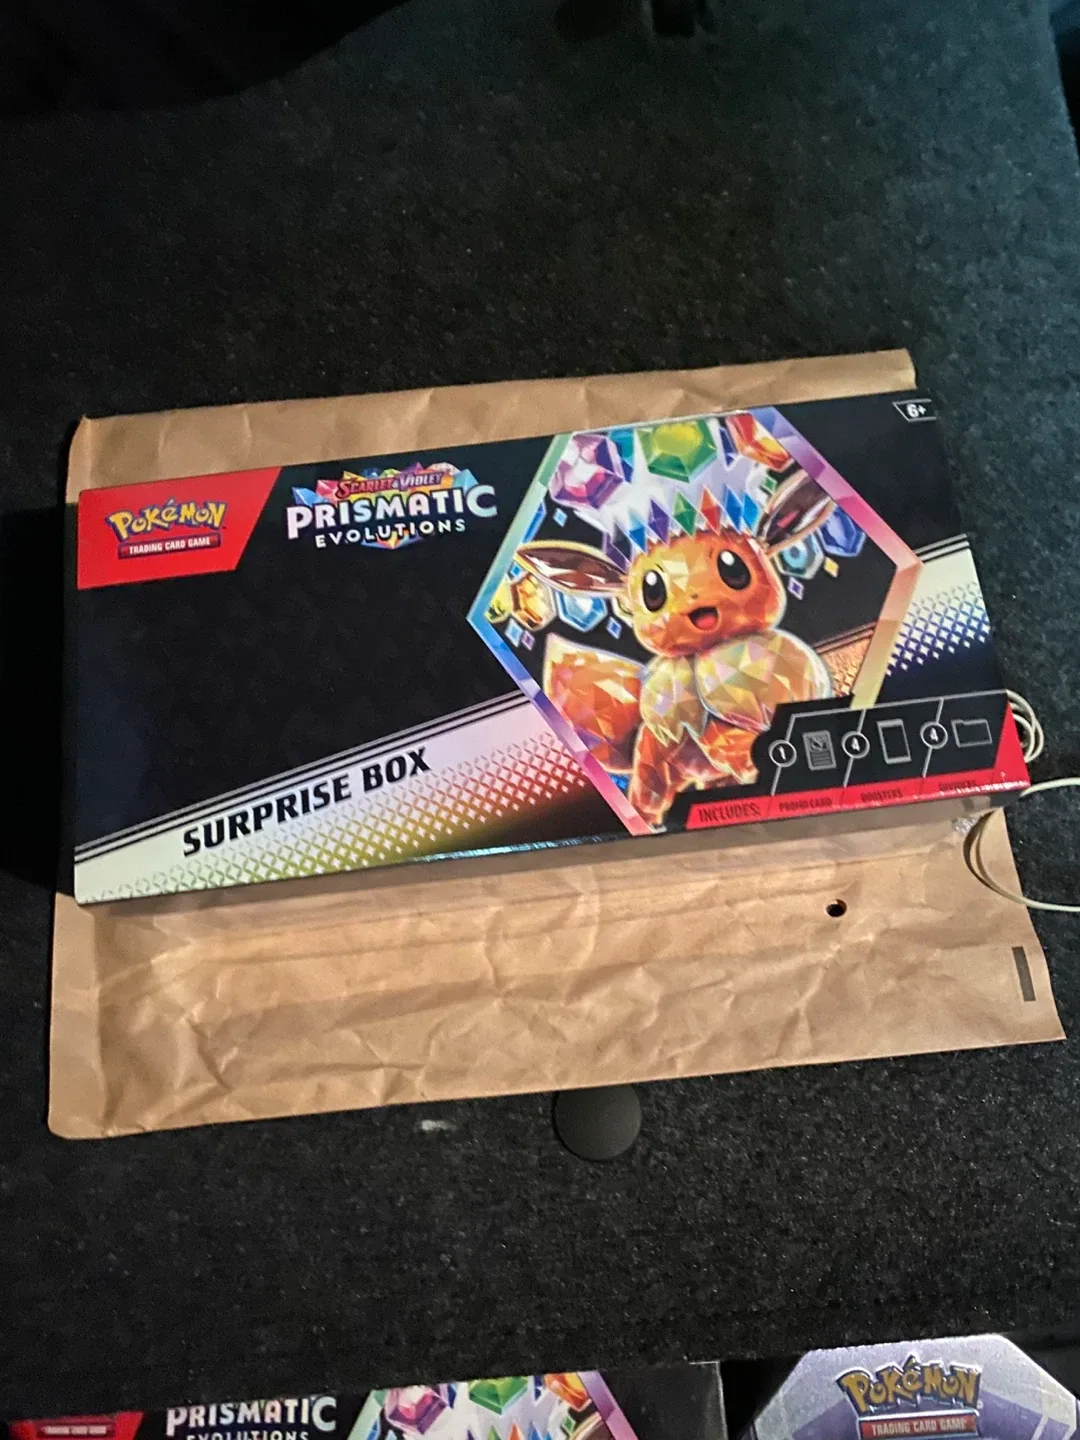 6+
POKéMON
TRADING CARD GAME
SCARLET & VIOLET
PRISMATIC
EVOLUTIONS
SURPRISE BOX
1 4 4
INCLUDES: PROMO CARD BOOSTERS
PRISMATIC
EVOLUTIONS
POKéMON
TRADING CARD GAME